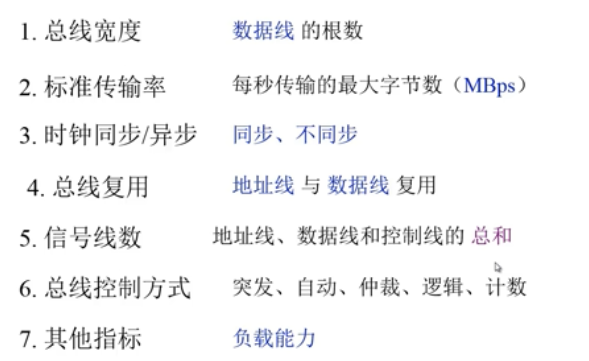 1. 总线宽度 数据线 的根数
2. 标准传输率 每秒传输的最大字节数（MBps）
3. 时钟同步/异步 同步、不同步
4. 总线复用 地址线 与 数据线 复用
5. 信号线数 地址线、数据线和控制线的 总和
6. 总线控制方式 突发、自动、仲裁、逻辑、计数
7. 其他指标 负载能力